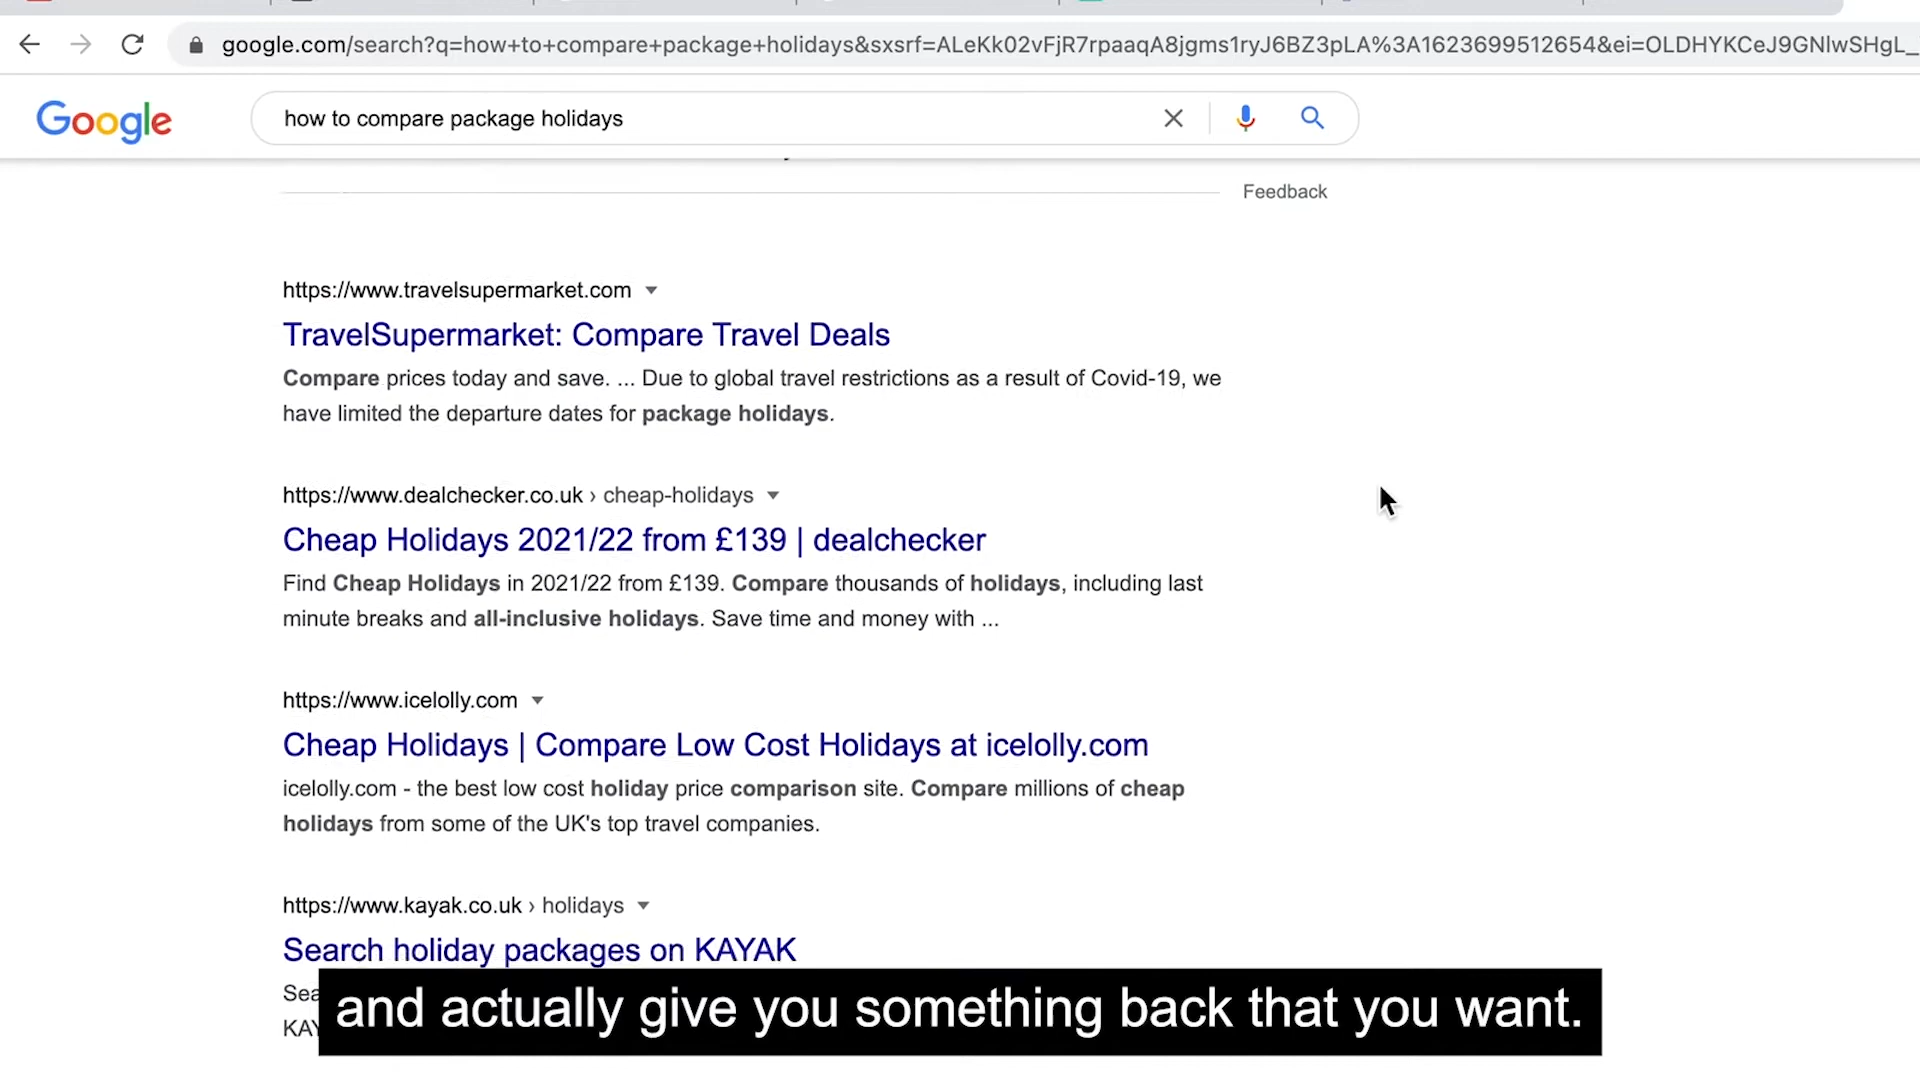 google.com/search?q=how+to+compare+package+holidays&sxsrf=ALeKk02vFjR7rpaaqA8jgms1ryJ6BZ3pLA%3A1623699512654&ei=OLDHYKCeJ9GNlwSHgL_
Google
how to compare package holidays
Feedback
https://www.travelsupermarket.com
TravelSupermarket: Compare Travel Deals
Compare prices today and save. ... Due to global travel restrictions as a result of Covid-19, we
have limited the departure dates for package holidays.
https://www.dealchecker.co.uk › cheap-holidays
Cheap Holidays 2021/22 from £139 | dealchecker
Find Cheap Holidays in 2021/22 from £139. Compare thousands of holidays, including last
minute breaks and all-inclusive holidays. Save time and money with ...
https://www.icelolly.com
Cheap Holidays | Compare Low Cost Holidays at icelolly.com
icelolly.com - the best low cost holiday price comparison site. Compare millions of cheap
holidays from some of the UK's top travel companies.
https://www.kayak.co.uk › holidays
Search holiday packages on KAYAK
and actually give you something back that you want.